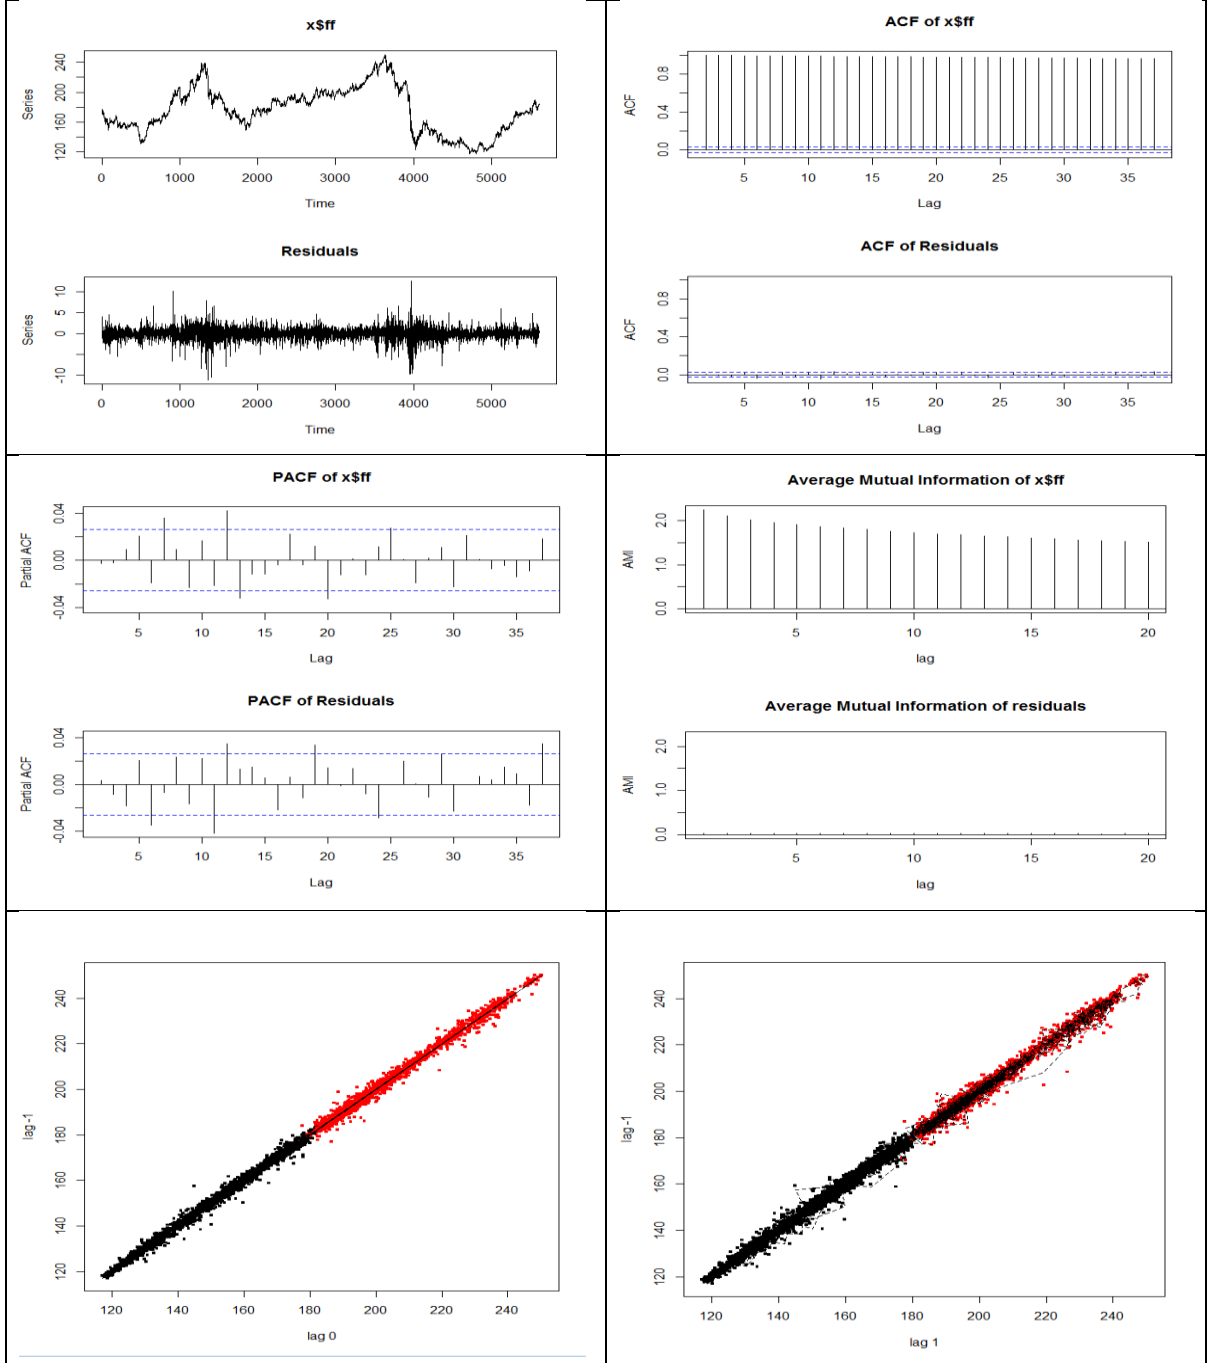 x$ff
Series
120 160 200 240
0 1000 2000 3000 4000 5000
Time
Residuals
Series
-10 0 5 10
0 1000 2000 3000 4000 5000
Time
ACF of x$ff
ACF
0.0 0.4 0.8
5 10 15 20 25 30 35
Lag
ACF of Residuals
ACF
0.0 0.4 0.8
5 10 15 20 25 30 35
Lag
PACF of x$ff
Partial ACF
-0.04 0.00 0.04
5 10 15 20 25 30 35
Lag
PACF of Residuals
Partial ACF
-0.04 0.00 0.04
5 10 15 20 25 30 35
Lag
Average Mutual Information of x$ff
AMI
0.0 1.0 2.0
5 10 15 20
lag
Average Mutual Information of residuals
AMI
0.0 1.0 2.0
5 10 15 20
lag
lag -1
120 140 160 180 200 220 240
120 140 160 180 200 220 240
lag 0
lag -1
120 140 160 180 200 220 240
120 140 160 180 200 220 240
lag 1